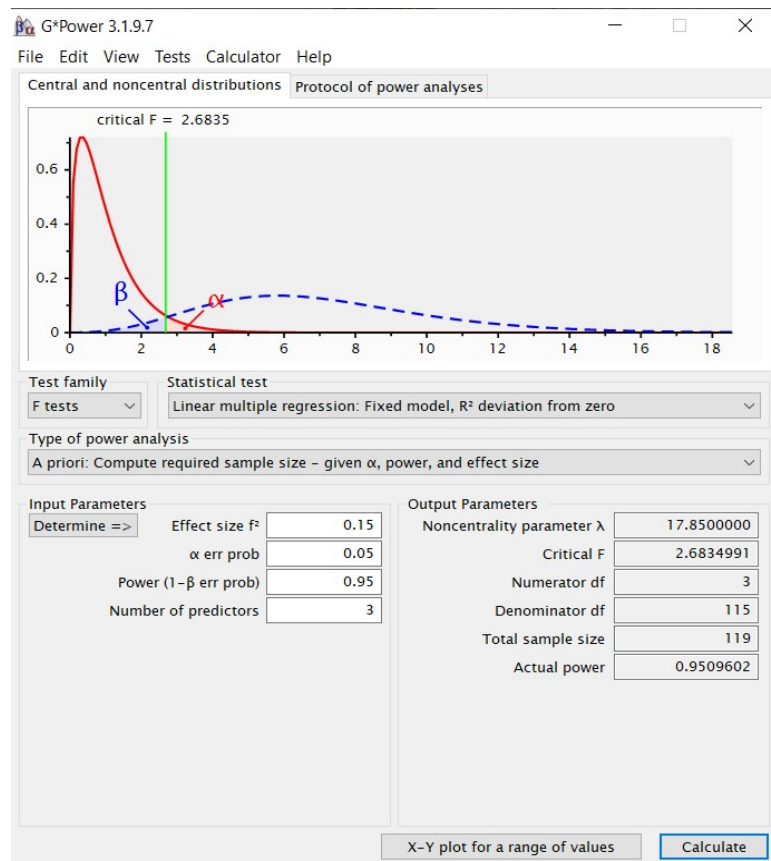 G*Power 3.1.9.7
File Edit View Tests Calculator Help
Central and noncentral distributions Protocol of power analyses
critical F = 2.6835
0.6
0.4
0.2
0
β
α
0 2 4 6 8 10 12 14 16 18
Test family
F tests
Statistical test
Linear multiple regression: Fixed model, R² deviation from zero
Type of power analysis
A priori: Compute required sample size – given α, power, and effect size
Input Parameters
Determine => Effect size f² 0.15
α err prob 0.05
Power (1-β err prob) 0.95
Number of predictors 3
Output Parameters
Noncentrality parameter λ 17.8500000
Critical F 2.6834991
Numerator df 3
Denominator df 115
Total sample size 119
Actual power 0.9509602
X-Y plot for a range of values Calculate